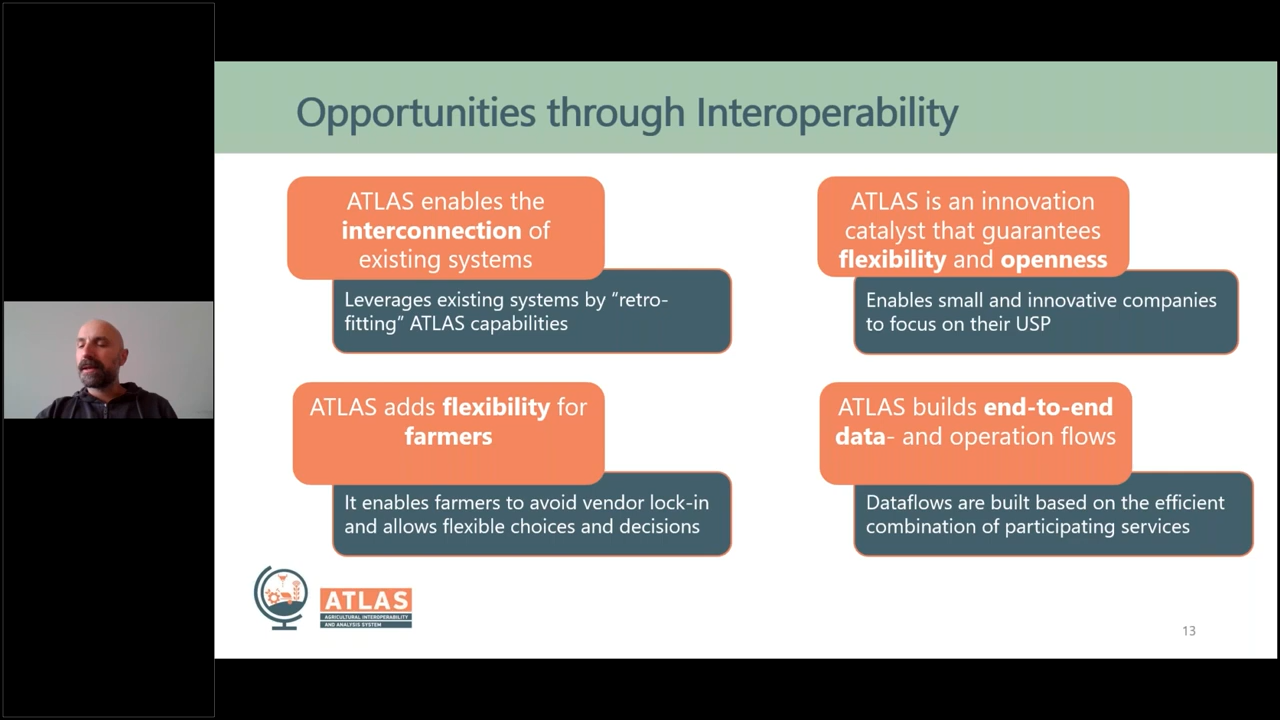 Opportunities through Interoperability
ATLAS enables the
interconnection of
existing systems
Leverages existing systems by “retro-
fitting” ATLAS capabilities
ATLAS is an innovation
catalyst that guarantees
flexibility and openness
Enables small and innovative companies
to focus on their USP
ATLAS adds flexibility for
farmers
It enables farmers to avoid vendor lock-in
and allows flexible choices and decisions
ATLAS builds end-to-end
data- and operation flows
Dataflows are built based on the efficient
combination of participating services
ATLAS
AGRICULTURAL INTEROPERABILITY
AND ANALYSIS SYSTEM
13